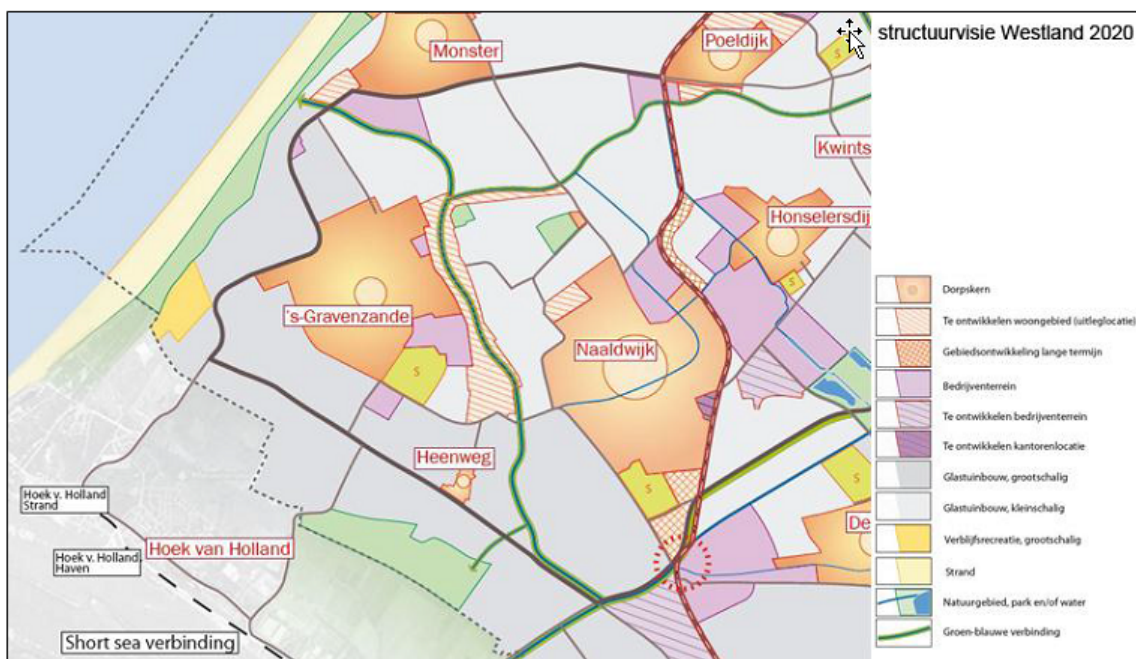 structuurvisie Westland 2020
Monster
Poeldijk
S
Kwints
Honselersdij
S
's-Gravenzande
Naaldwijk
S
Heenweg
S
S
De
Hoek v. Holland
Strand
Hoek v. Holland,
Haven
Hoek van Holland
Short sea verbinding
Dorpskern
Te ontwikkelen woongebied (uitleglocatie)
Gebiedsontwikkeling lange termijn
Bedrijventerrein
Te ontwikkelen bedrijventerrein
Te ontwikkelen kantorenlocatie
Glastuinbouw, grootschalig
Glastuinbouw, kleinschalig
Verblijfsrecreatie, grootschalig
Strand
Natuurgebied, park en/of water
Groen-blauwe verbinding